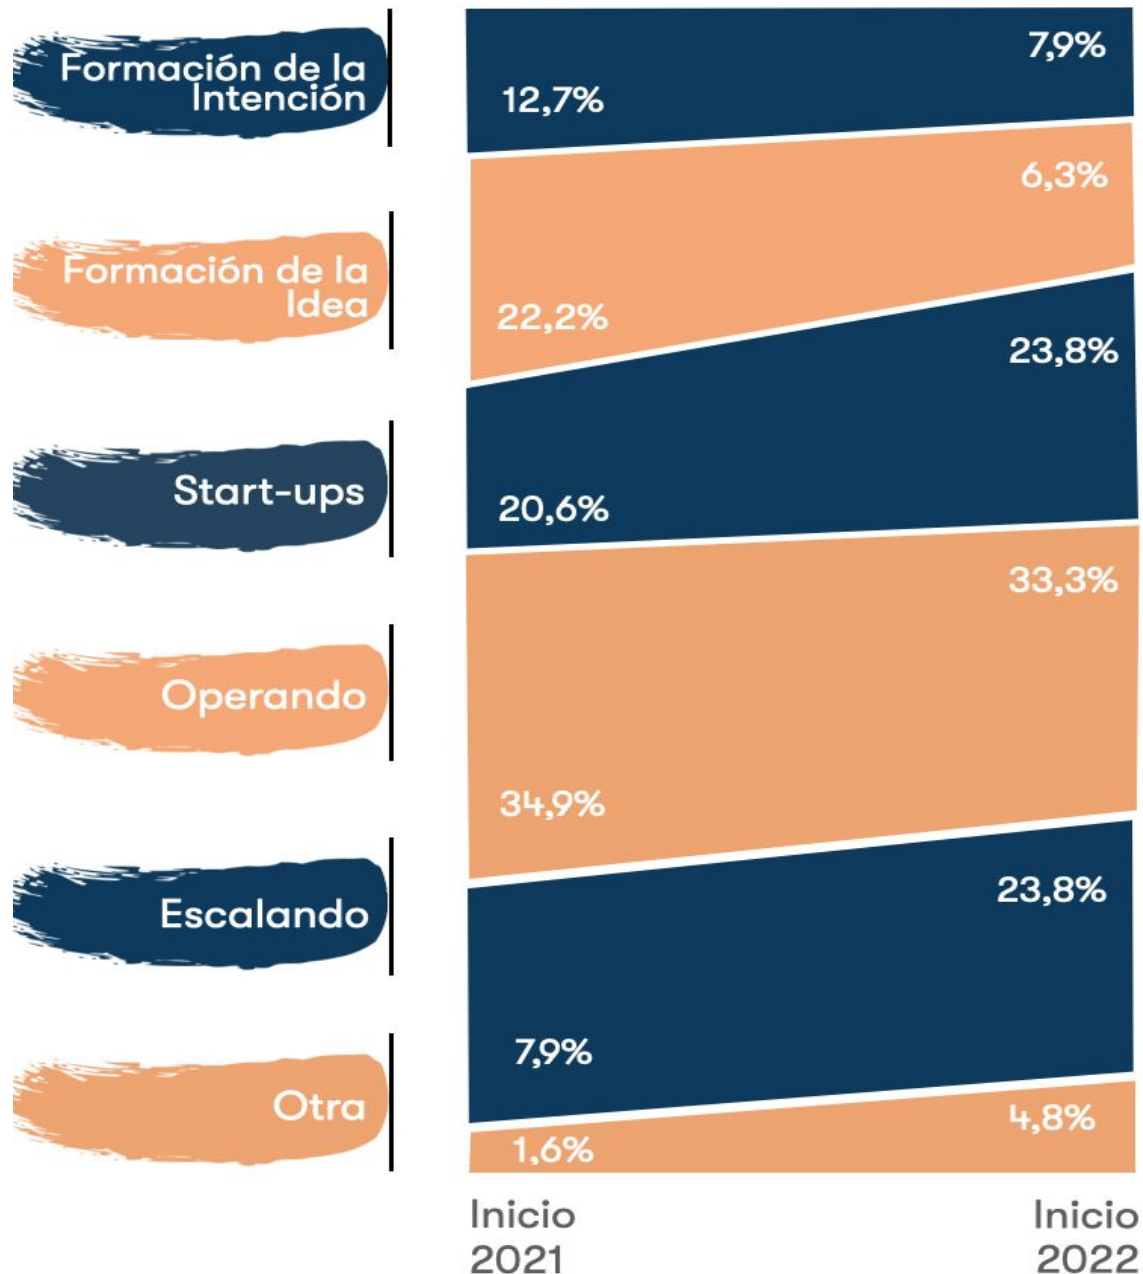 Formación de la
Intención
7,9%
12,7%
Formación de la
Idea
6,3%
22,2%
Start-ups
23,8%
20,6%
Operando
33,3%
34,9%
Escalando
23,8%
7,9%
Otra
4,8%
1,6%
Inicio
2021
Inicio
2022